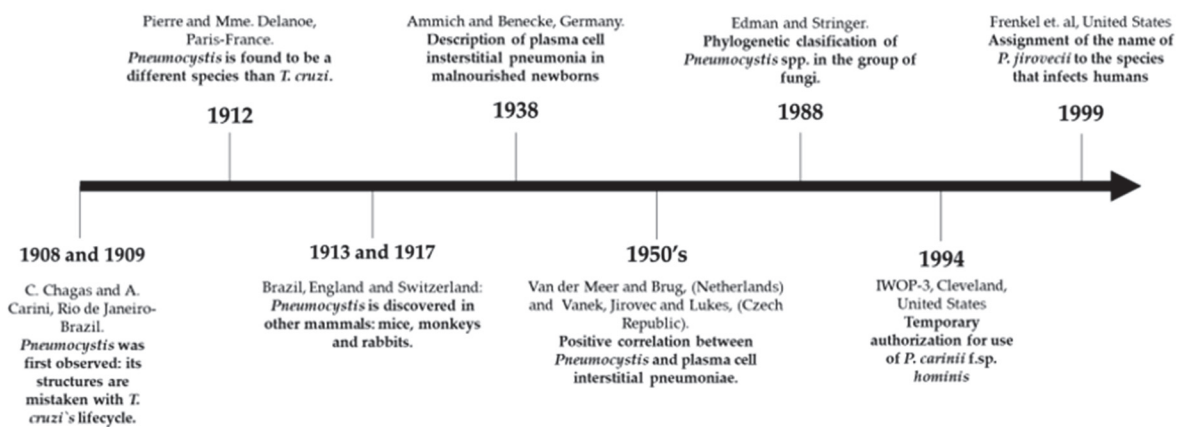 Pierre and Mme. Delanoe,
Paris-France.
Pneumocystis is found to be a
different species than T. cruzi.
1912
Ammich and Benecke, Germany.
Description of plasma cell
insterstitial pneumonia in
malnourished newborns
1938
Edman and Stringer.
Phylogenetic clasification of
Pneumocystis spp. in the group of
fungi.
1988
Frenkel et. al, United States
Assignment of the name of
P. jirovecii to the species
that infects humans
1999
1908 and 1909
C. Chagas and A.
Carini, Rio de Janeiro-
Brazil.
Pneumocystis was
first observed: its
structures are
mistaken with T.
cruzi`s lifecycle.
1913 and 1917
Brazil, England and Switzerland:
Pneumocystis is discovered in
other mammals: mice, monkeys
and rabbits.
1950's
Van der Meer and Brug, (Netherlands)
and Vanek, Jirovec and Lukes, (Czech
Republic).
Positive correlation between
Pneumocystis and plasma cell
interstitial pneumoniae.
1994
IWOP-3, Cleveland,
United States
Temporary
authorization for use
of P. carinii f.sp.
hominis